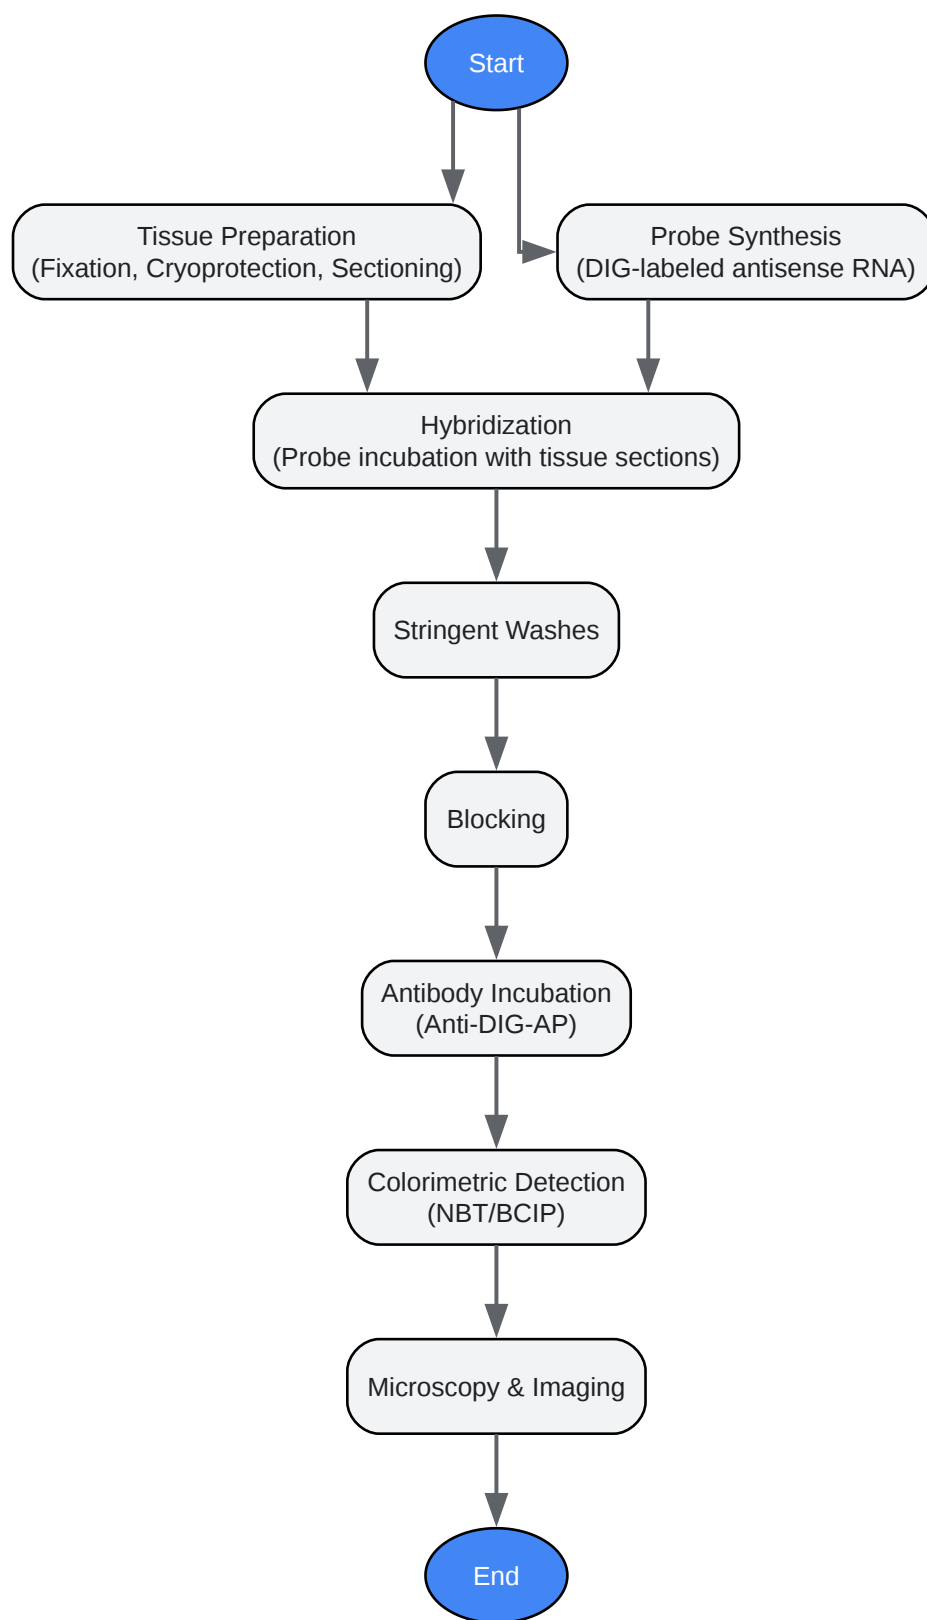 Start
Tissue Preparation
(Fixation, Cryoprotection, Sectioning)
Probe Synthesis
(DIG-labeled antisense RNA)
Hybridization
(Probe incubation with tissue sections)
Stringent Washes
Blocking
Antibody Incubation
(Anti-DIG-AP)
Colorimetric Detection
(NBT/BCIP)
Microscopy & Imaging
End